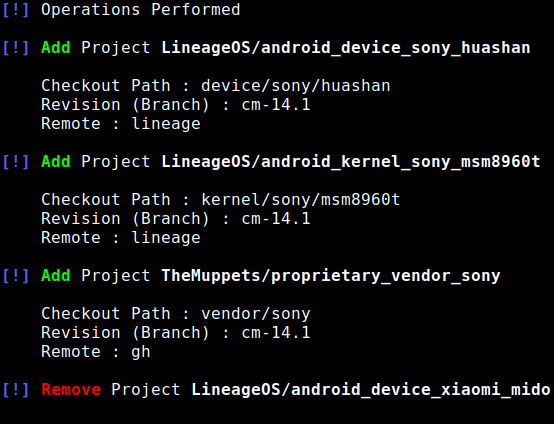 [!] Operations Performed
[!] Add Project LineageOS/android_device_sony_huashan
Checkout Path : device/sony/huashan
Revision (Branch) : cm-14.1
Remote : lineage
[!] Add Project LineageOS/android_kernel_sony_msm8960t
Checkout Path : kernel/sony/msm8960t
Revision (Branch) : cm-14.1
Remote : lineage
[!] Add Project TheMuppets/proprietary_vendor_sony
Checkout Path : vendor/sony
Revision (Branch) : cm-14.1
Remote : gh
[!] Remove Project LineageOS/android_device_xiaomi_mido